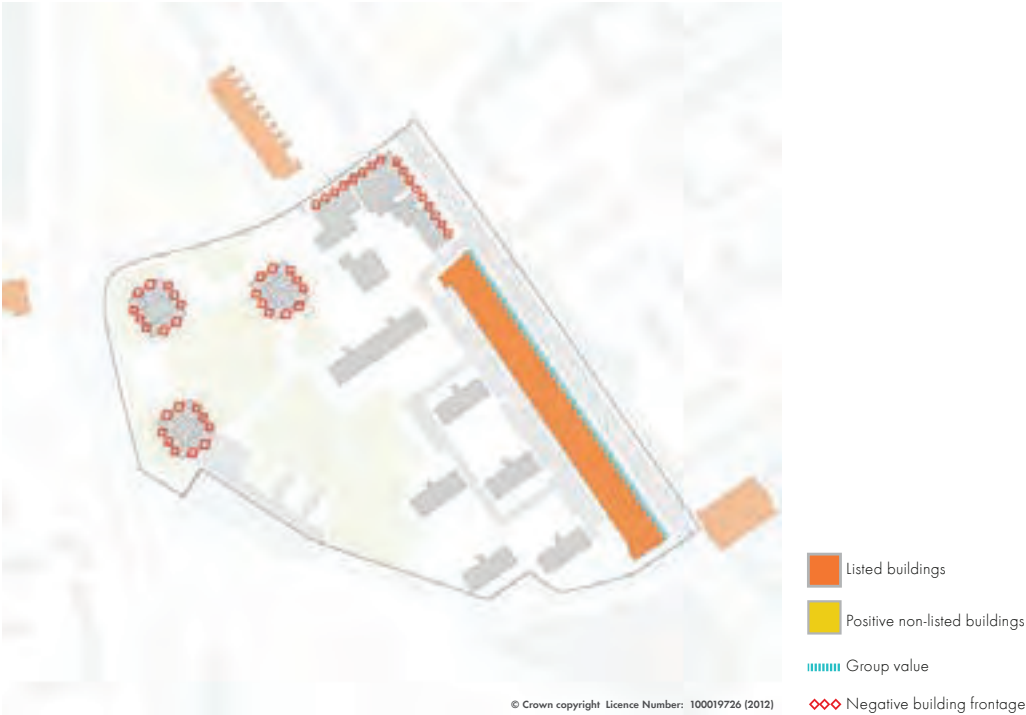 Listed buildings
Positive non-listed buildings
Group value
Negative building frontage
© Crown copyright Licence Number: 100019726 (2012)